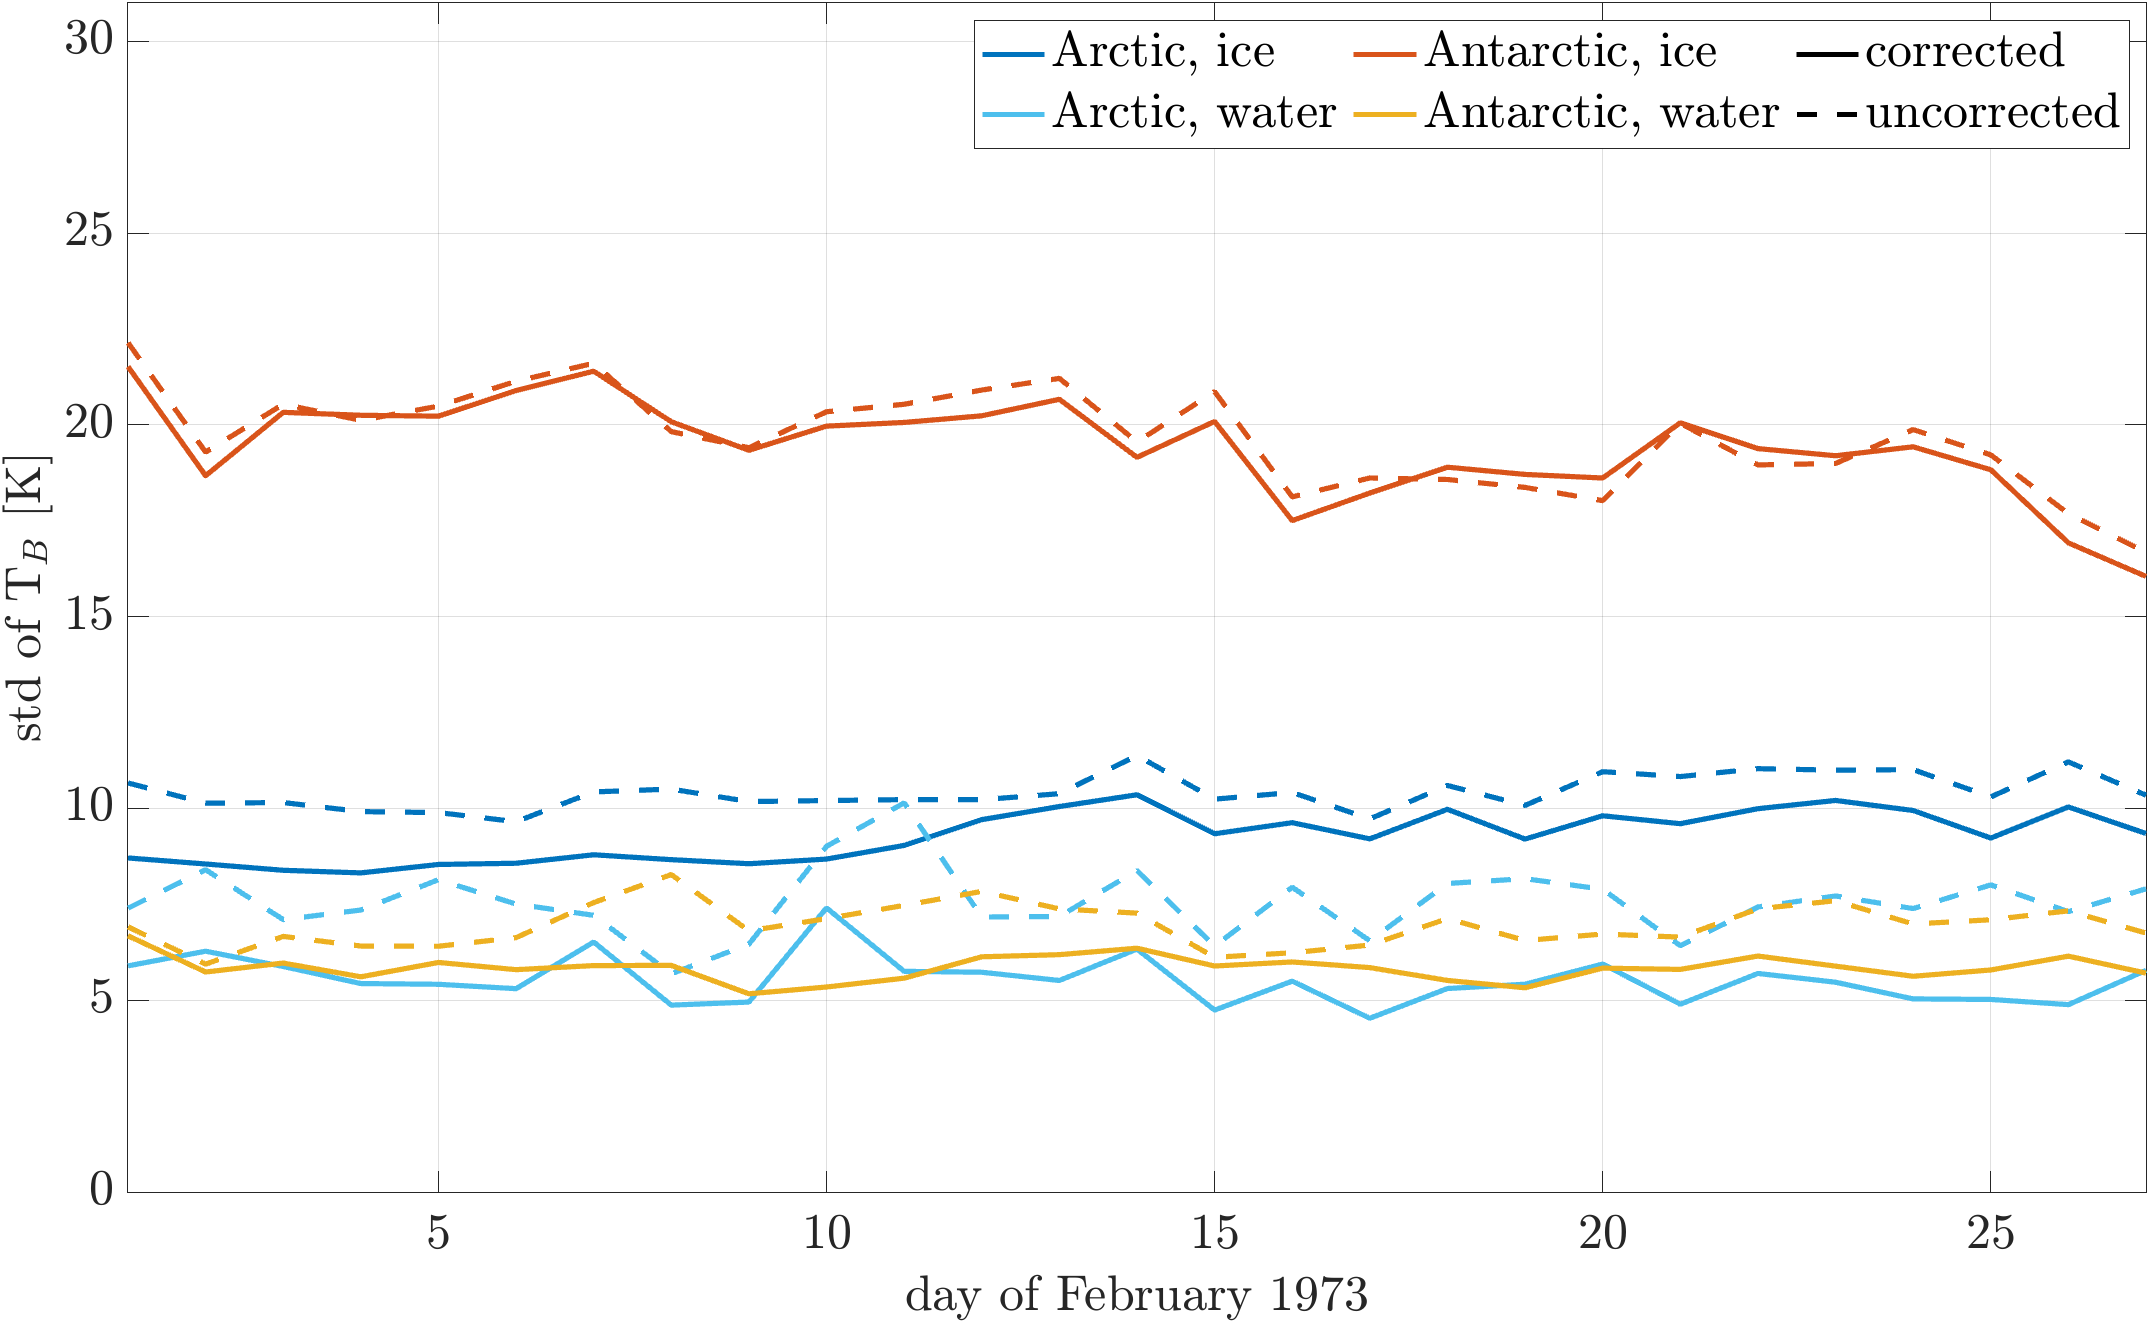 30
25
20
15
10
5
0
std of T_B [K]
Arctic, ice
Antarctic, ice
corrected
Arctic, water
Antarctic, water
uncorrected
5
10
15
20
25
day of February 1973